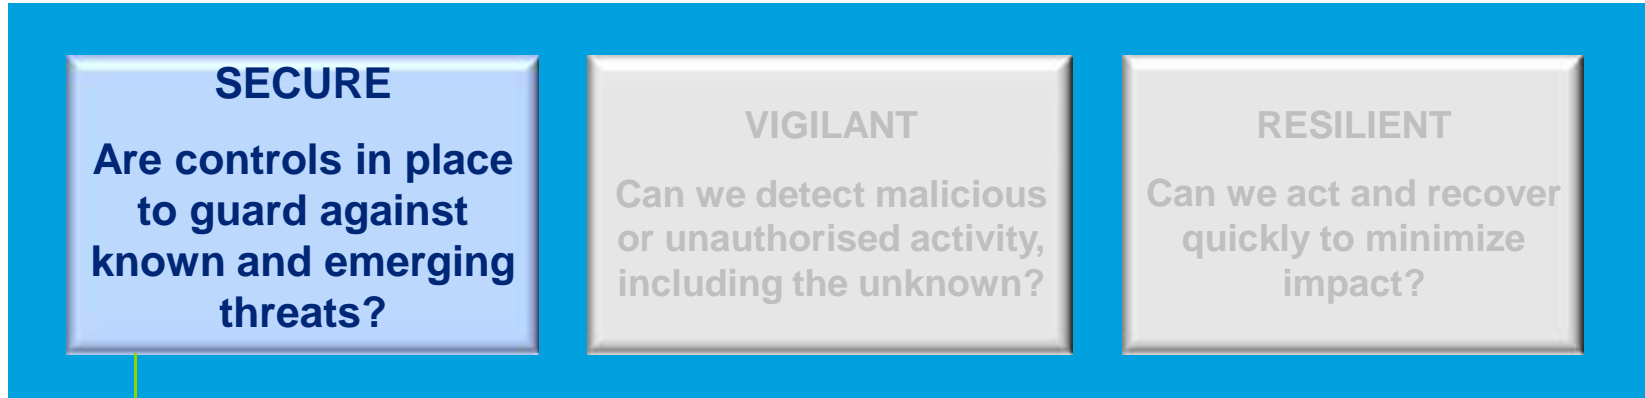 SECURE
Are controls in place
to guard against
known and emerging
threats?
VIGILANT
Can we detect malicious
or unauthorised activity,
including the unknown?
RESILIENT
Can we act and recover
quickly to minimize
impact?